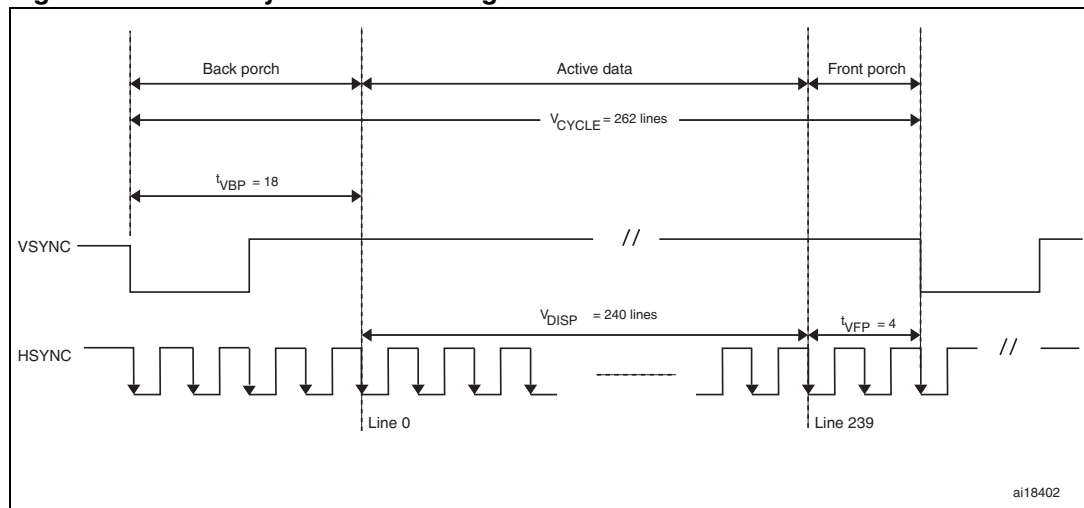 Back porch
Active data
Front porch
VCYCLE = 262 lines
tVBP = 18
VSYNC
//
VDISP = 240 lines
tVFP = 4
HSYNC
//
Line 0
Line 239
ai18402